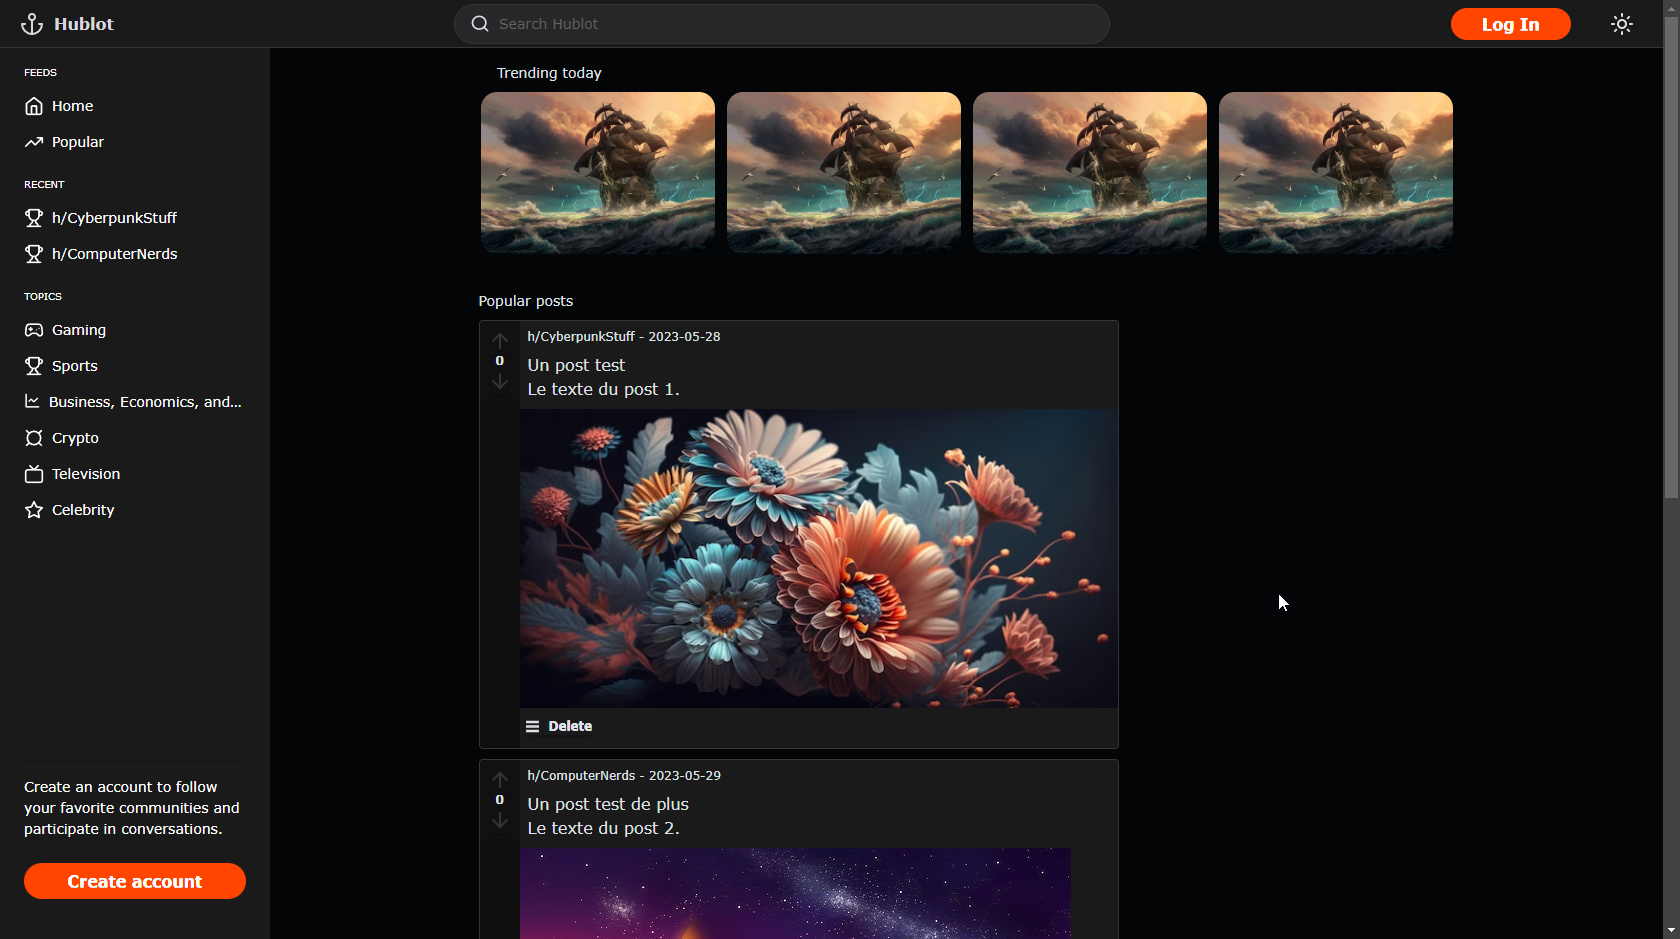 Hublot
Search Hublot
Log In
FEEDS
Home
Popular
RECENT
h/CyberpunkStuff
h/ComputerNerds
TOPICS
Gaming
Sports
Business, Economics, and...
Crypto
Television
Celebrity
Create an account to follow
your favorite communities and
participate in conversations.
Create account
Trending today
Popular posts
h/CyberpunkStuff - 2023-05-28
0
Un post test
Le texte du post 1.
Delete
h/ComputerNerds - 2023-05-29
0
Un post test de plus
Le texte du post 2.